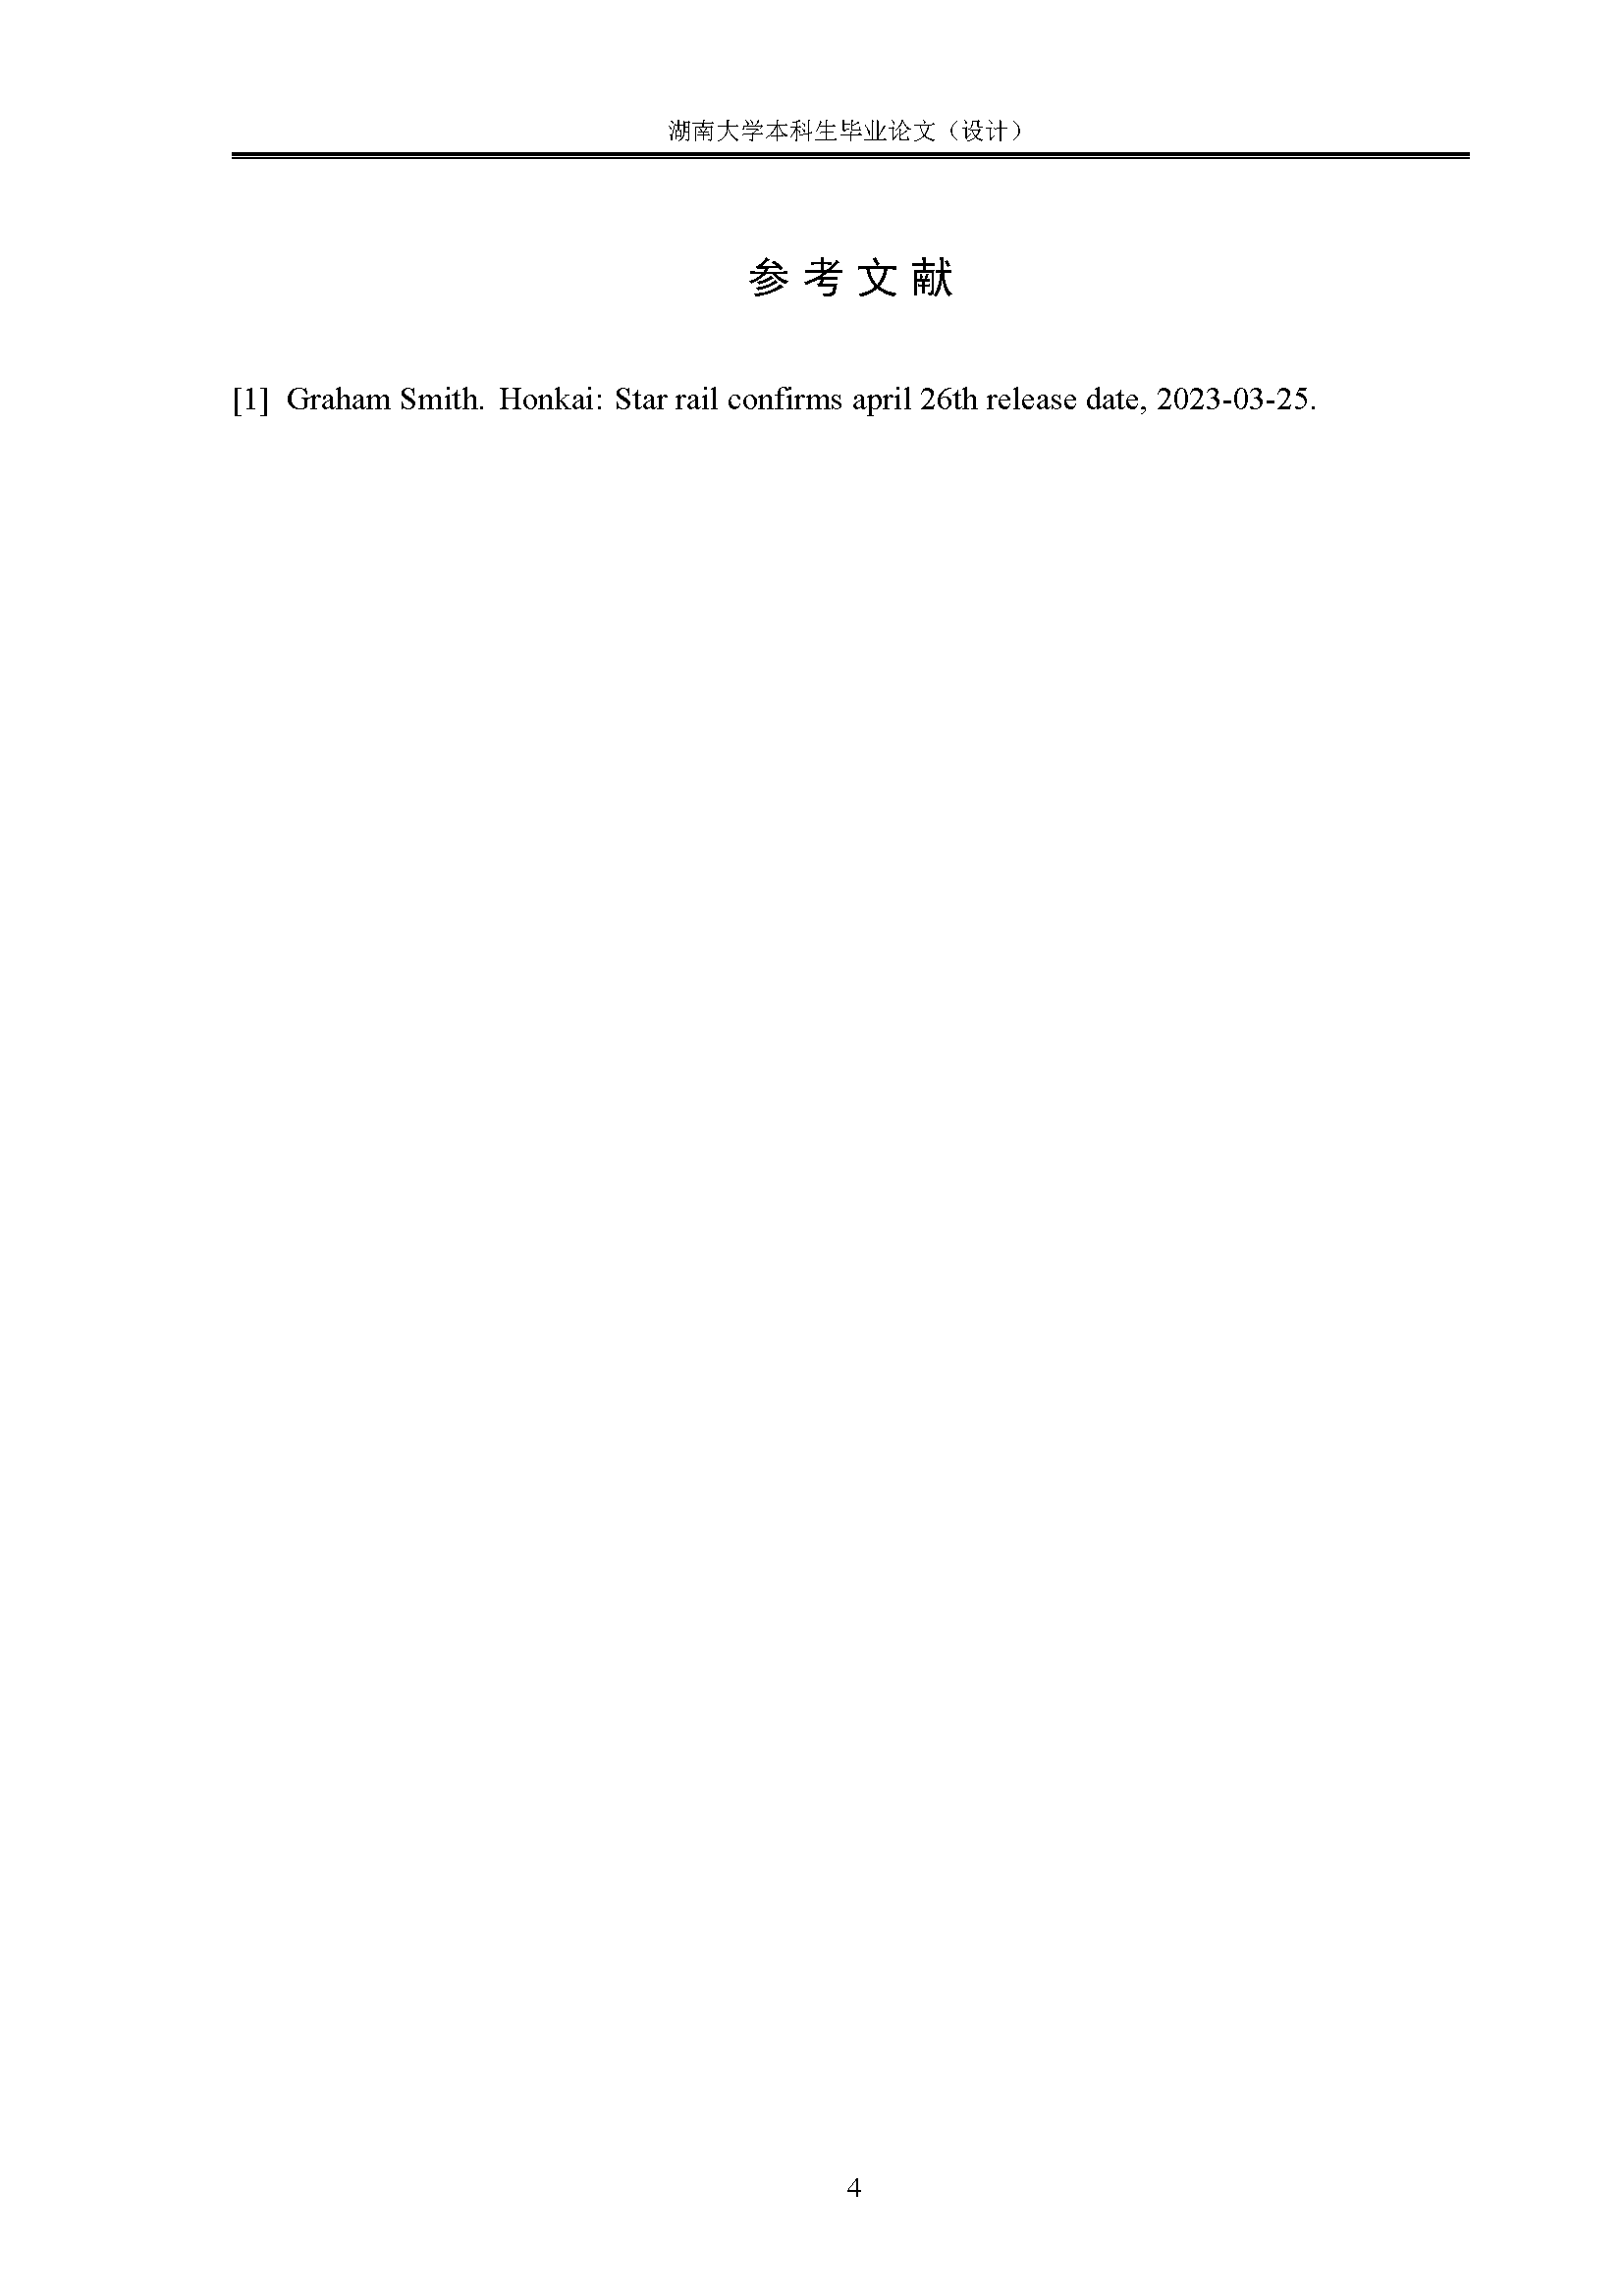 湖南大学本科生毕业论文（设计）
参考文献
[1] Graham Smith. Honkai: Star rail confirms april 26th release date, 2023-03-25.
4